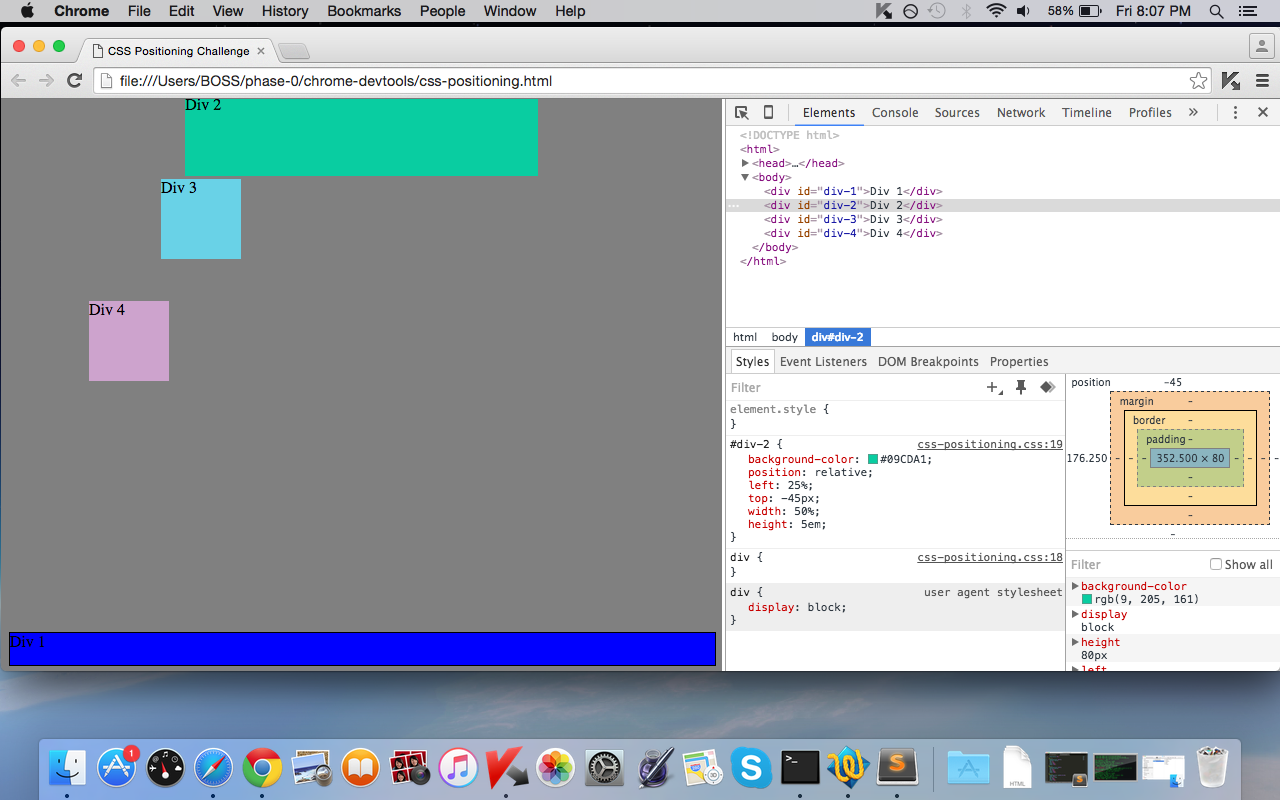 Chrome File Edit View History Bookmarks People Window Help 58% Fri 8:07 PM
CSS Positioning Challenge
file:///Users/BOSS/phase-0/chrome-devtools/css-positioning.html
Div 2
Div 3
Div 4
Div 1
Elements Console Sources Network Timeline Profiles »
<!DOCTYPE html>
<html>
<head>…</head>
<body>
<div id="div-1">Div 1</div>
<div id="div-2">Div 2</div>
<div id="div-3">Div 3</div>
<div id="div-4">Div 4</div>
</body>
</html>
html body div#div-2
Styles Event Listeners DOM Breakpoints Properties
Filter
element.style {
}
#div-2 { css-positioning.css:19
background-color: #09CDA1;
position: relative;
left: 25%;
top: -45px;
width: 50%;
height: 5em;
}
div { css-positioning.css:18
}
div { user agent stylesheet
display: block;
}
position -45
margin -
border -
padding -
176.250 - - - 352.500 × 80 - - - -
-
-
-
-
Filter Show all
background-color
rgb(9, 205, 161)
display
block
height
80px
left
1
HTML